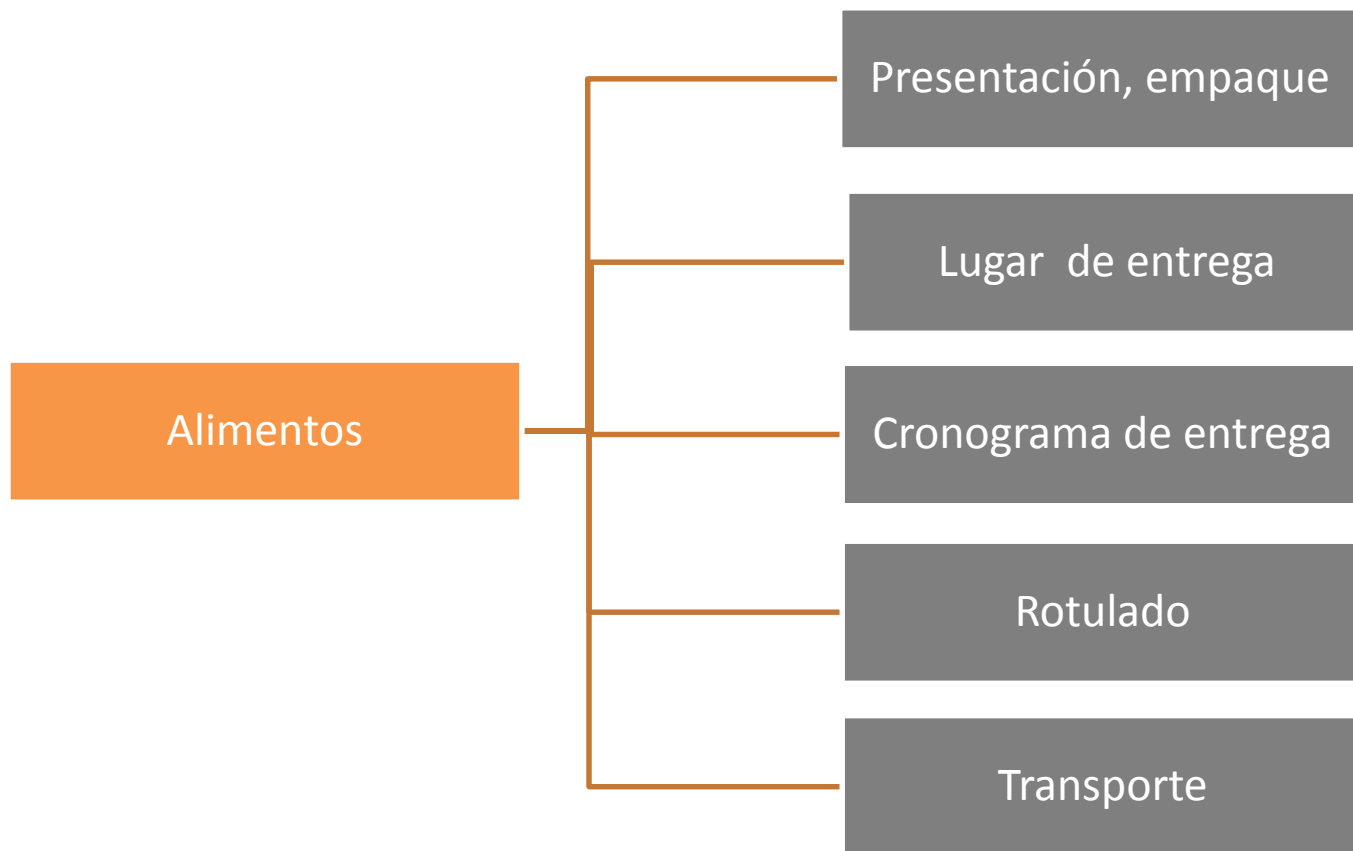 Alimentos
Presentación, empaque
Lugar de entrega
Cronograma de entrega
Rotulado
Transporte